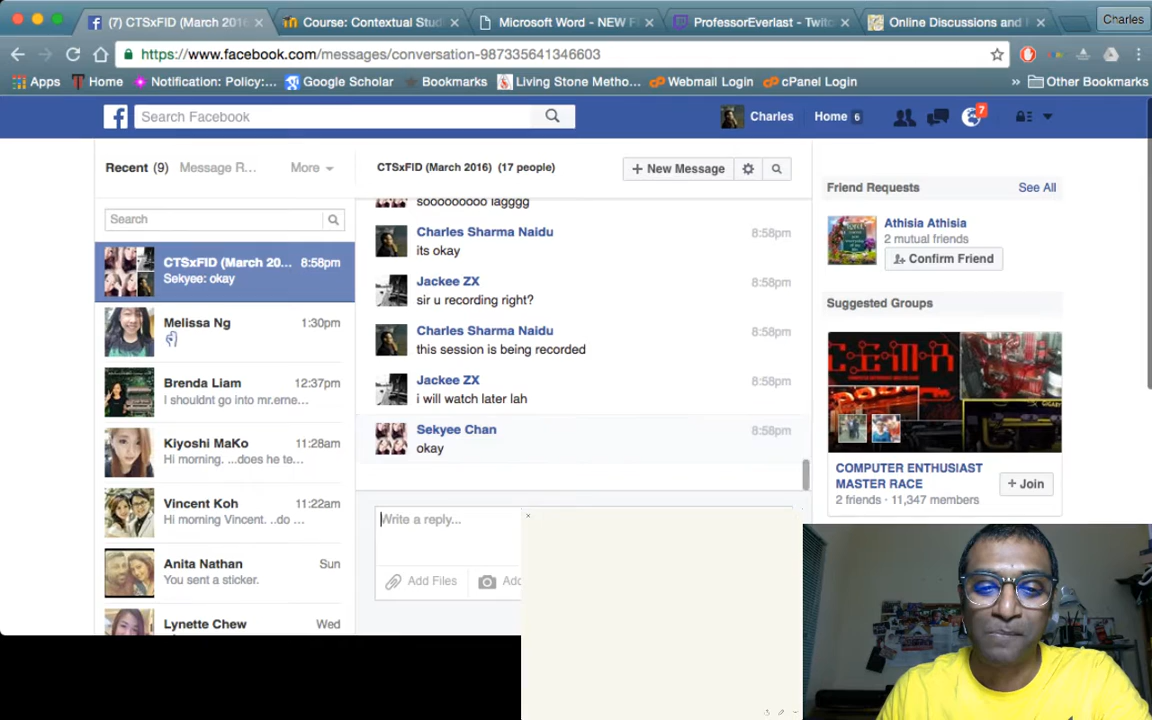 (7) CTSxFID (March 2016
Course: Contextual Stud
Microsoft Word - NEW F
ProfessorEverlast - Twitc
Online Discussions and
Charles
https://www.facebook.com/messages/conversation-987335641346603
Apps
Home
Notification: Policy:...
Google Scholar
Bookmarks
Living Stone Metho...
Webmail Login
cPanel Login
»
Other Bookmarks
Search Facebook
Charles
Home 6
7
Recent (9)
Message R...
More
CTSxFID (March 2016) (17 people)
+ New Message
Search
CTSxFID (March 20... 8:58pm
Sekyee: okay
Melissa Ng 1:30pm
Brenda Liam 12:37pm
I shouldnt go into mr.erne...
Kiyoshi MaKo 11:28am
Hi morning. ...does he te...
Vincent Koh 11:22am
Hi morning Vincent. ..do ...
Anita Nathan Sun
You sent a sticker.
Lynette Chew Wed
sooooooooo lagggg
Charles Sharma Naidu 8:58pm
its okay
Jackee ZX 8:58pm
sir u recording right?
Charles Sharma Naidu 8:58pm
this session is being recorded
Jackee ZX 8:58pm
i will watch later lah
Sekyee Chan 8:58pm
okay
Write a reply...
Add Files
Add
Friend Requests See All
Athisia Athisia
2 mutual friends
Confirm Friend
Suggested Groups
COMPUTER ENTHUSIAST
MASTER RACE
2 friends · 11,347 members
+ Join